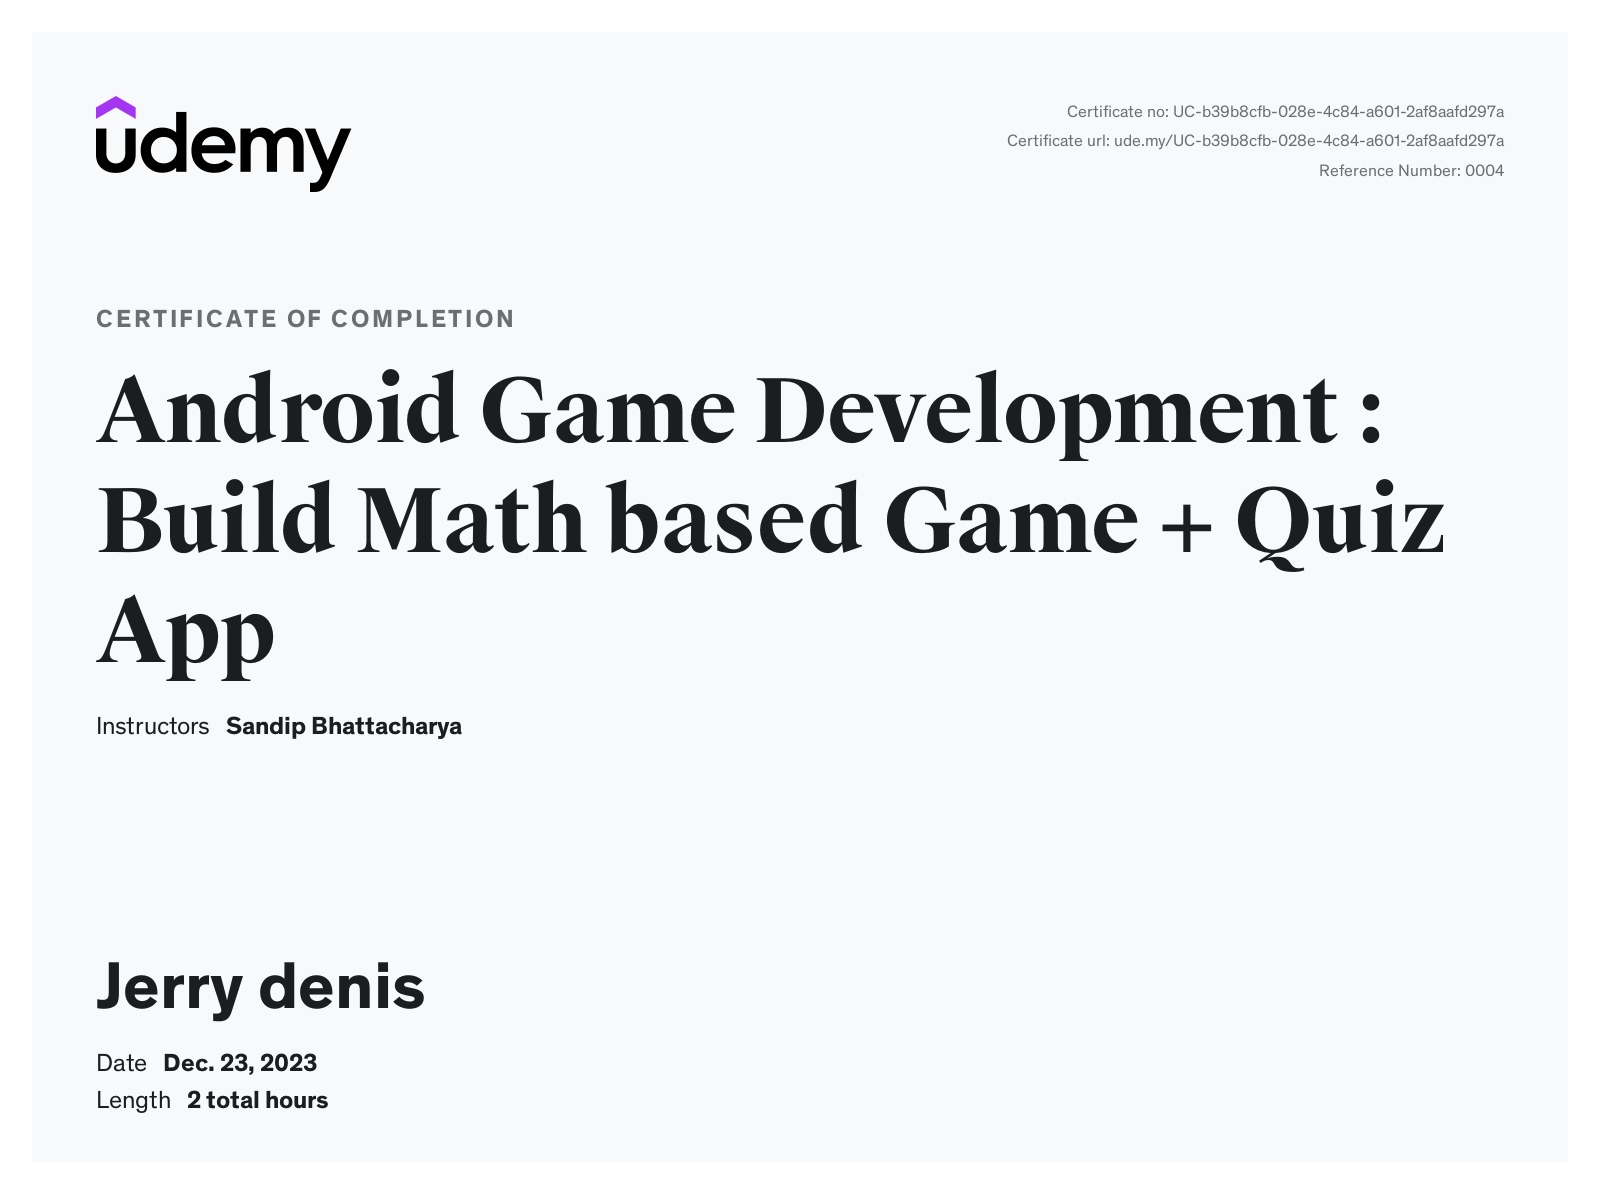 udemy
Certificate no: UC-b39b8cfb-028e-4c84-a601-2af8aafd297a
Certificate url: ude.my/UC-b39b8cfb-028e-4c84-a601-2af8aafd297a
Reference Number: 0004
CERTIFICATE OF COMPLETION
Android Game Development :
Build Math based Game + Quiz
App
Instructors Sandip Bhattacharya
Jerry denis
Date Dec. 23, 2023
Length 2 total hours